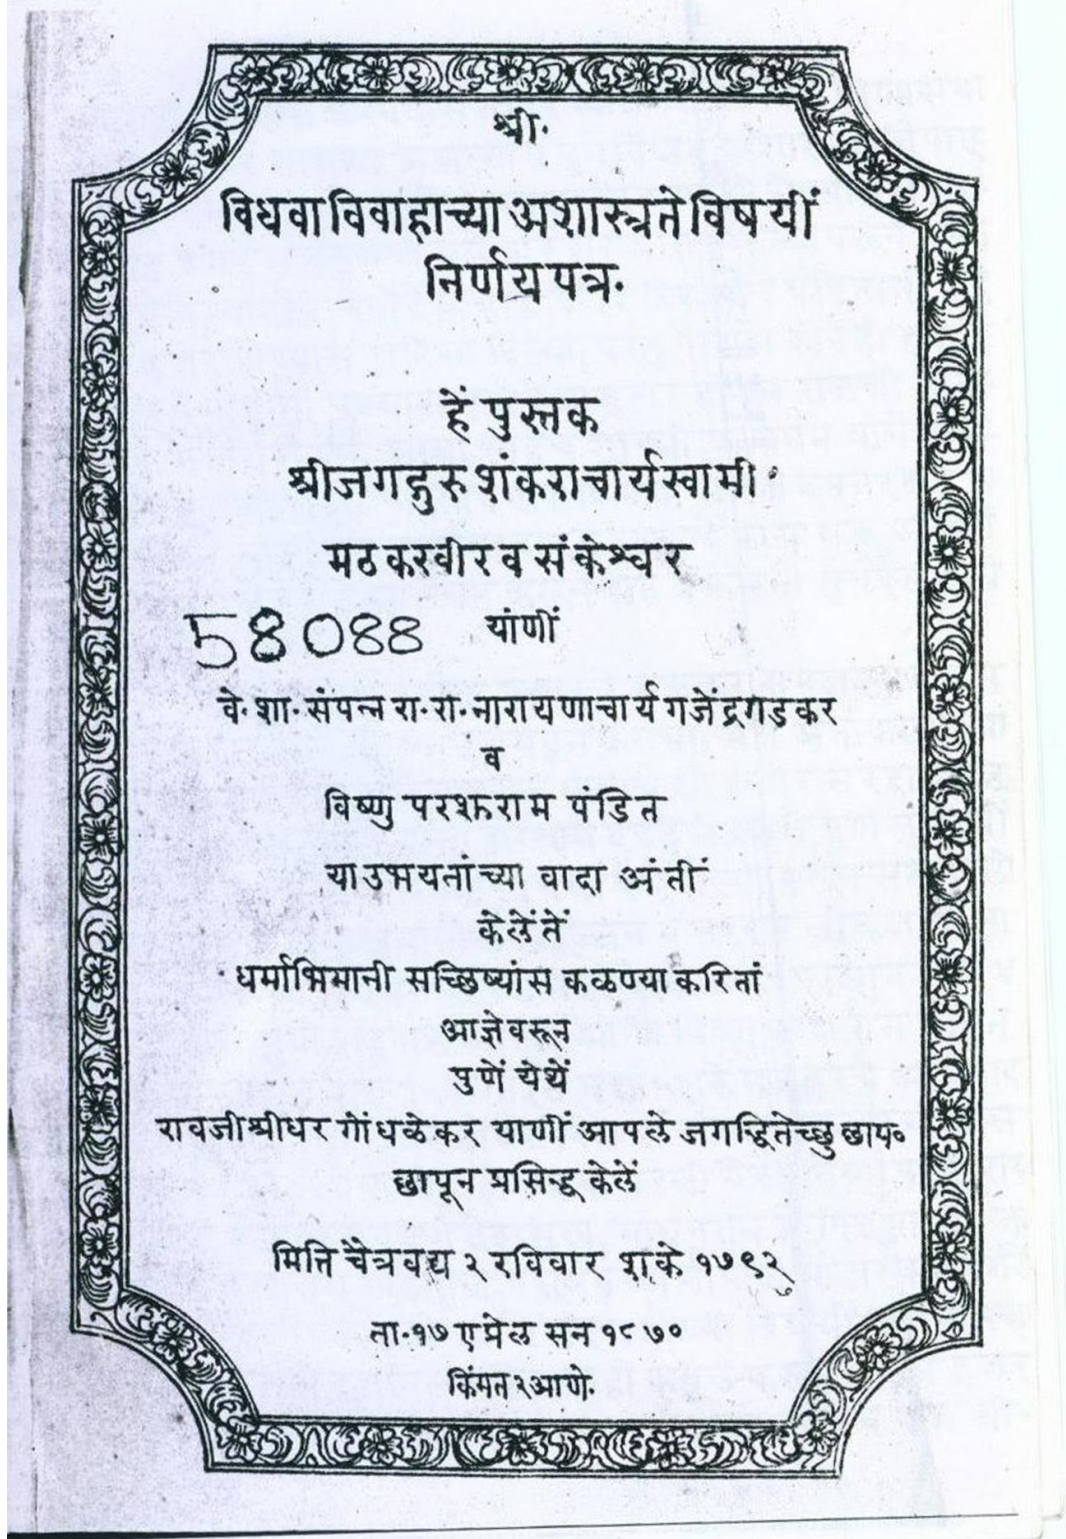 श्री.
विधवाविवाहाच्या अशास्त्रतेविषयीं
निर्णयपत्र.
हें पुस्तक
श्रीजगद्गुरु शंकराचार्यस्वामी
मठ करवीर व संकेश्वर
58088 यांणीं
वे. शा. संपन्न रा. रा. नारायणाचार्य गजेंद्रगडकर
व
विष्णु परशुराम पंडित
या उभयतांच्या वादा अंतीं
केलें तें
धर्माभिमानी सच्छिष्यांस कळण्या करितां
आज्ञेवरून
पुणें येथें
रावजी श्रीधर गोंधळेकर याणीं आपले जगद्धितेच्छु छाप०
छापून प्रसिद्ध केलें
मिति चैत्रवद्य २ रविवार शके १७९२
ता. १७ एप्रेल सन १८७०
किंमत २ आणे.